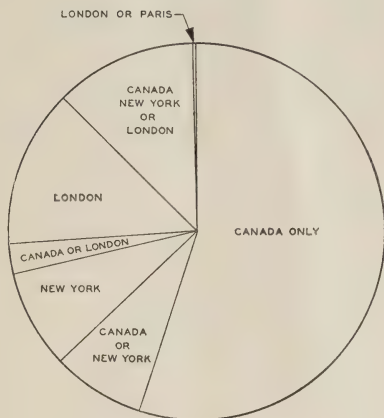 LONDON OR PARIS
CANADA
NEW YORK
OR
LONDON
LONDON
CANADA ONLY
CANADA OR LONDON
NEW YORK
CANADA
OR
NEW YORK